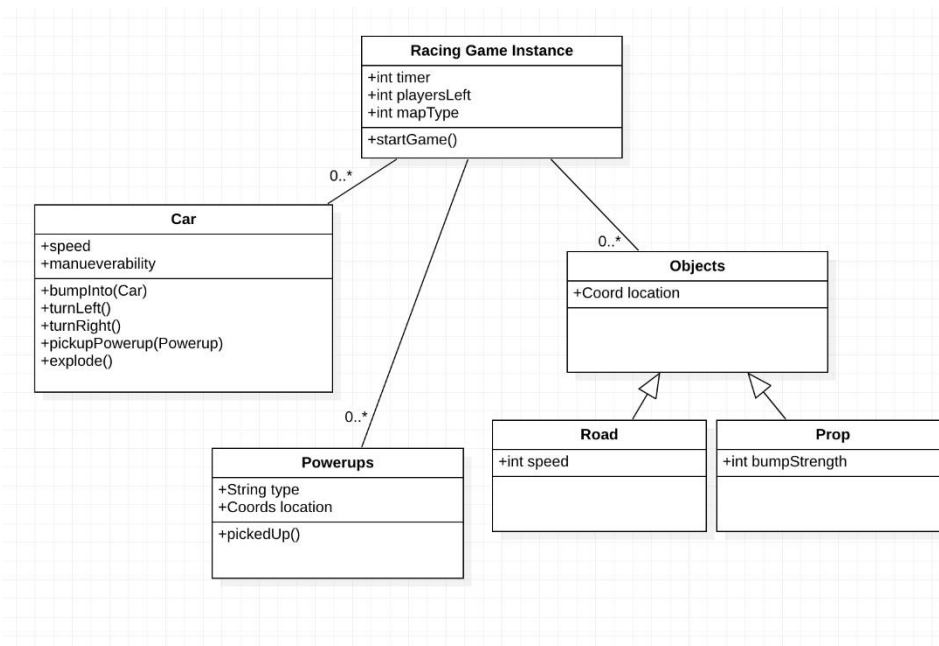 Racing Game Instance
+int timer
+int playersLeft
+int mapType
+startGame()
0..*
Car
+speed
+manueverability
+bumpInto(Car)
+turnLeft()
+turnRight()
+pickupPowerup(Powerup)
+explode()
0..*
Objects
+Coord location
0..*
Powerups
+String type
+Coords location
+pickedUp()
Road
+int speed
Prop
+int bumpStrength